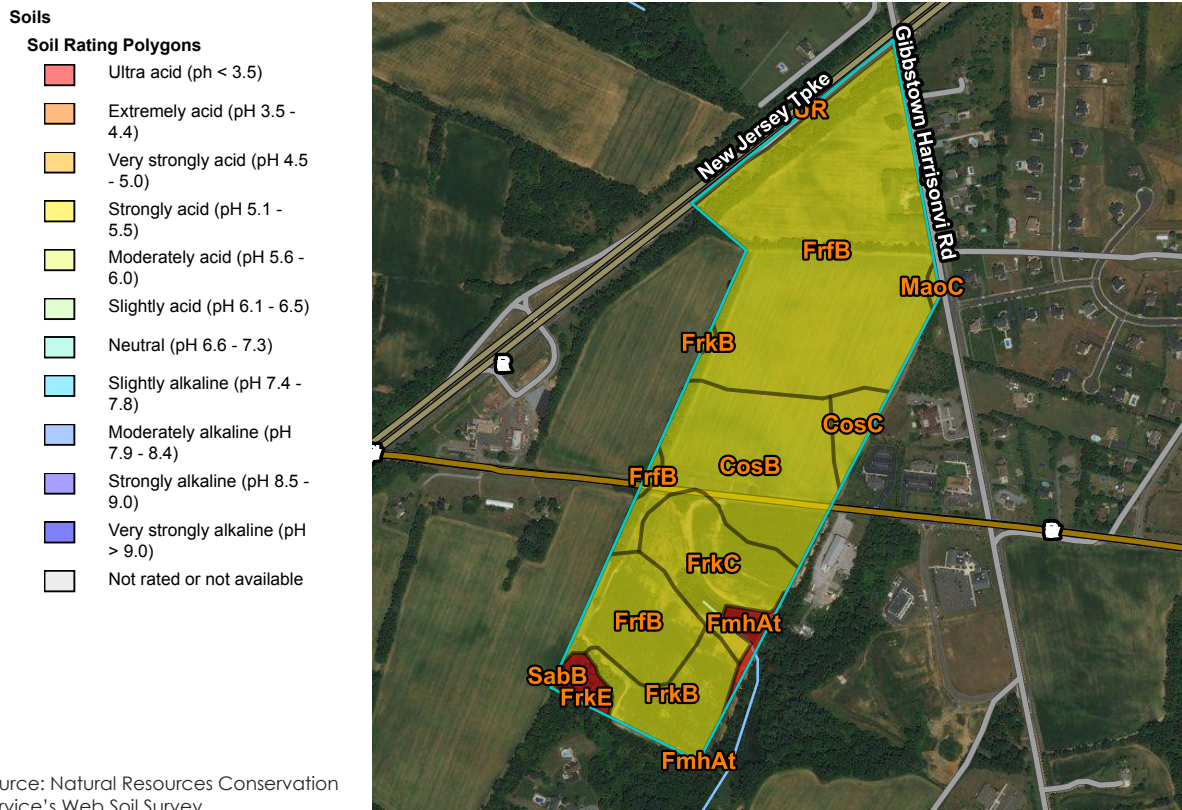 Soils
Soil Rating Polygons
Ultra acid (ph < 3.5)
Extremely acid (pH 3.5 -
4.4)
Very strongly acid (pH 4.5
- 5.0)
Strongly acid (pH 5.1 -
5.5)
Moderately acid (pH 5.6 -
6.0)
Slightly acid (pH 6.1 - 6.5)
Neutral (pH 6.6 - 7.3)
Slightly alkaline (pH 7.4 -
7.8)
Moderately alkaline (pH
7.9 - 8.4)
Strongly alkaline (pH 8.5 -
9.0)
Very strongly alkaline (pH
> 9.0)
Not rated or not available
urce: Natural Resources Conservation
rvice's Web Soil Survey
New Jersey Tpke
UR
Gibbstown Harrisonvi Rd
FrfB
MaoC
FrkB
CosC
CosB
FrfB
FrkC
FrfB
FmhAt
SabB
FrkE
FrkB
FmhAt